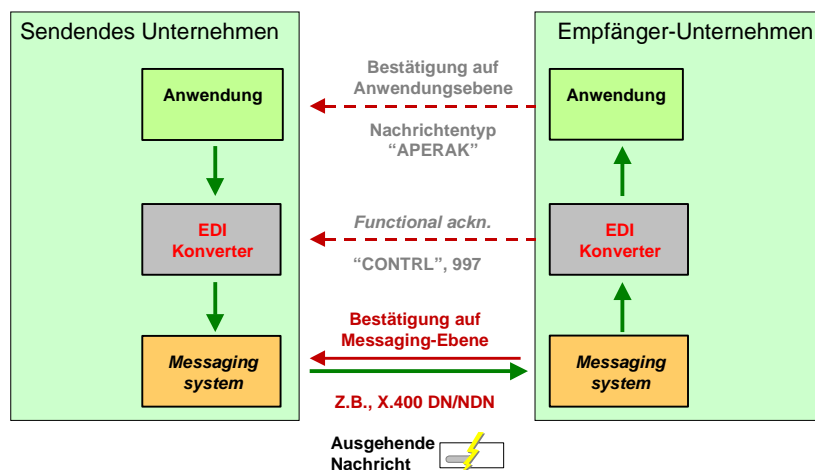 Sendendes Unternehmen
Empfänger-Unternehmen
Anwendung
Bestätigung auf
Anwendungsebene
Anwendung
Nachrichtentyp
“APERAK”
EDI
Konverter
Functional ackn.
“CONTRL”, 997
EDI
Konverter
Bestätigung auf
Messaging-Ebene
Messaging
system
Messaging
system
Z.B., X.400 DN/NDN
Ausgehende
Nachricht